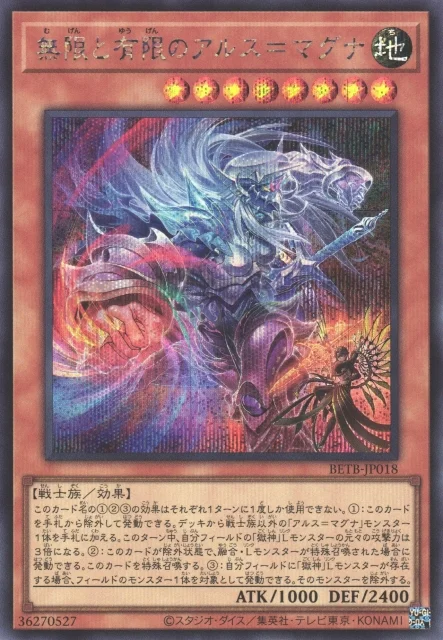 無限と有限のアルス＝マグナ
地
BETB-JP018
【戦士族／効果】
このカード名の①②③の効果はそれぞれ1ターンに1度しか使用できない。①：このカード
を手札から除外して発動できる。デッキから戦士族以外の「アルス＝マグナ」モンスター
1体を手札に加える。このターン中、自分フィールドの「獄神」Lモンスターの元々の攻撃力は
3倍になる。②：このカードが除外状態で、融合・Lモンスターが特殊召喚された場合に
発動できる。このカードを特殊召喚する。③：自分フィールドに「獄神」Lモンスターが存在
する場合、フィールドのモンスター1体を対象として発動できる。そのモンスターを除外する。
ATK/1000 DEF/2400
36270527
©スタジオ・ダイス／集英社・テレビ東京・KONAMI